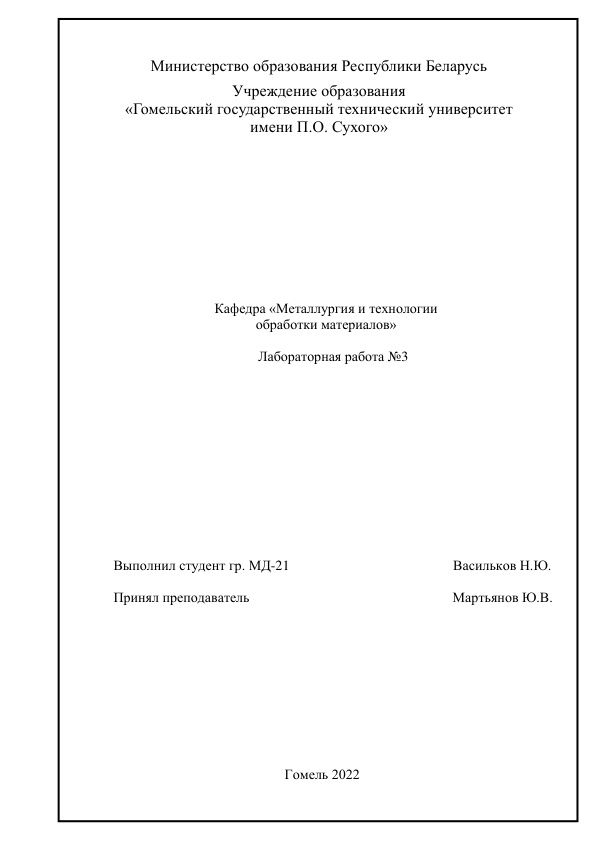 Министерство образования Республики Беларусь
Учреждение образования
«Гомельский государственный технический университет
имени П.О. Сухого»
Кафедра «Металлургия и технологии
обработки материалов»
Лабораторная работа №3
Выполнил студент гр. МД-21 Васильков Н.Ю.
Принял преподаватель Мартьянов Ю.В.
Гомель 2022